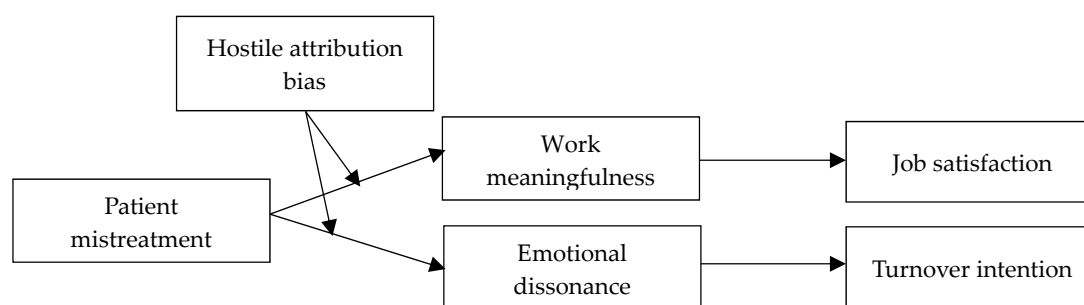 Hostile attribution
bias
Work
meaningfulness
Job satisfaction
Patient
mistreatment
Emotional
dissonance
Turnover intention